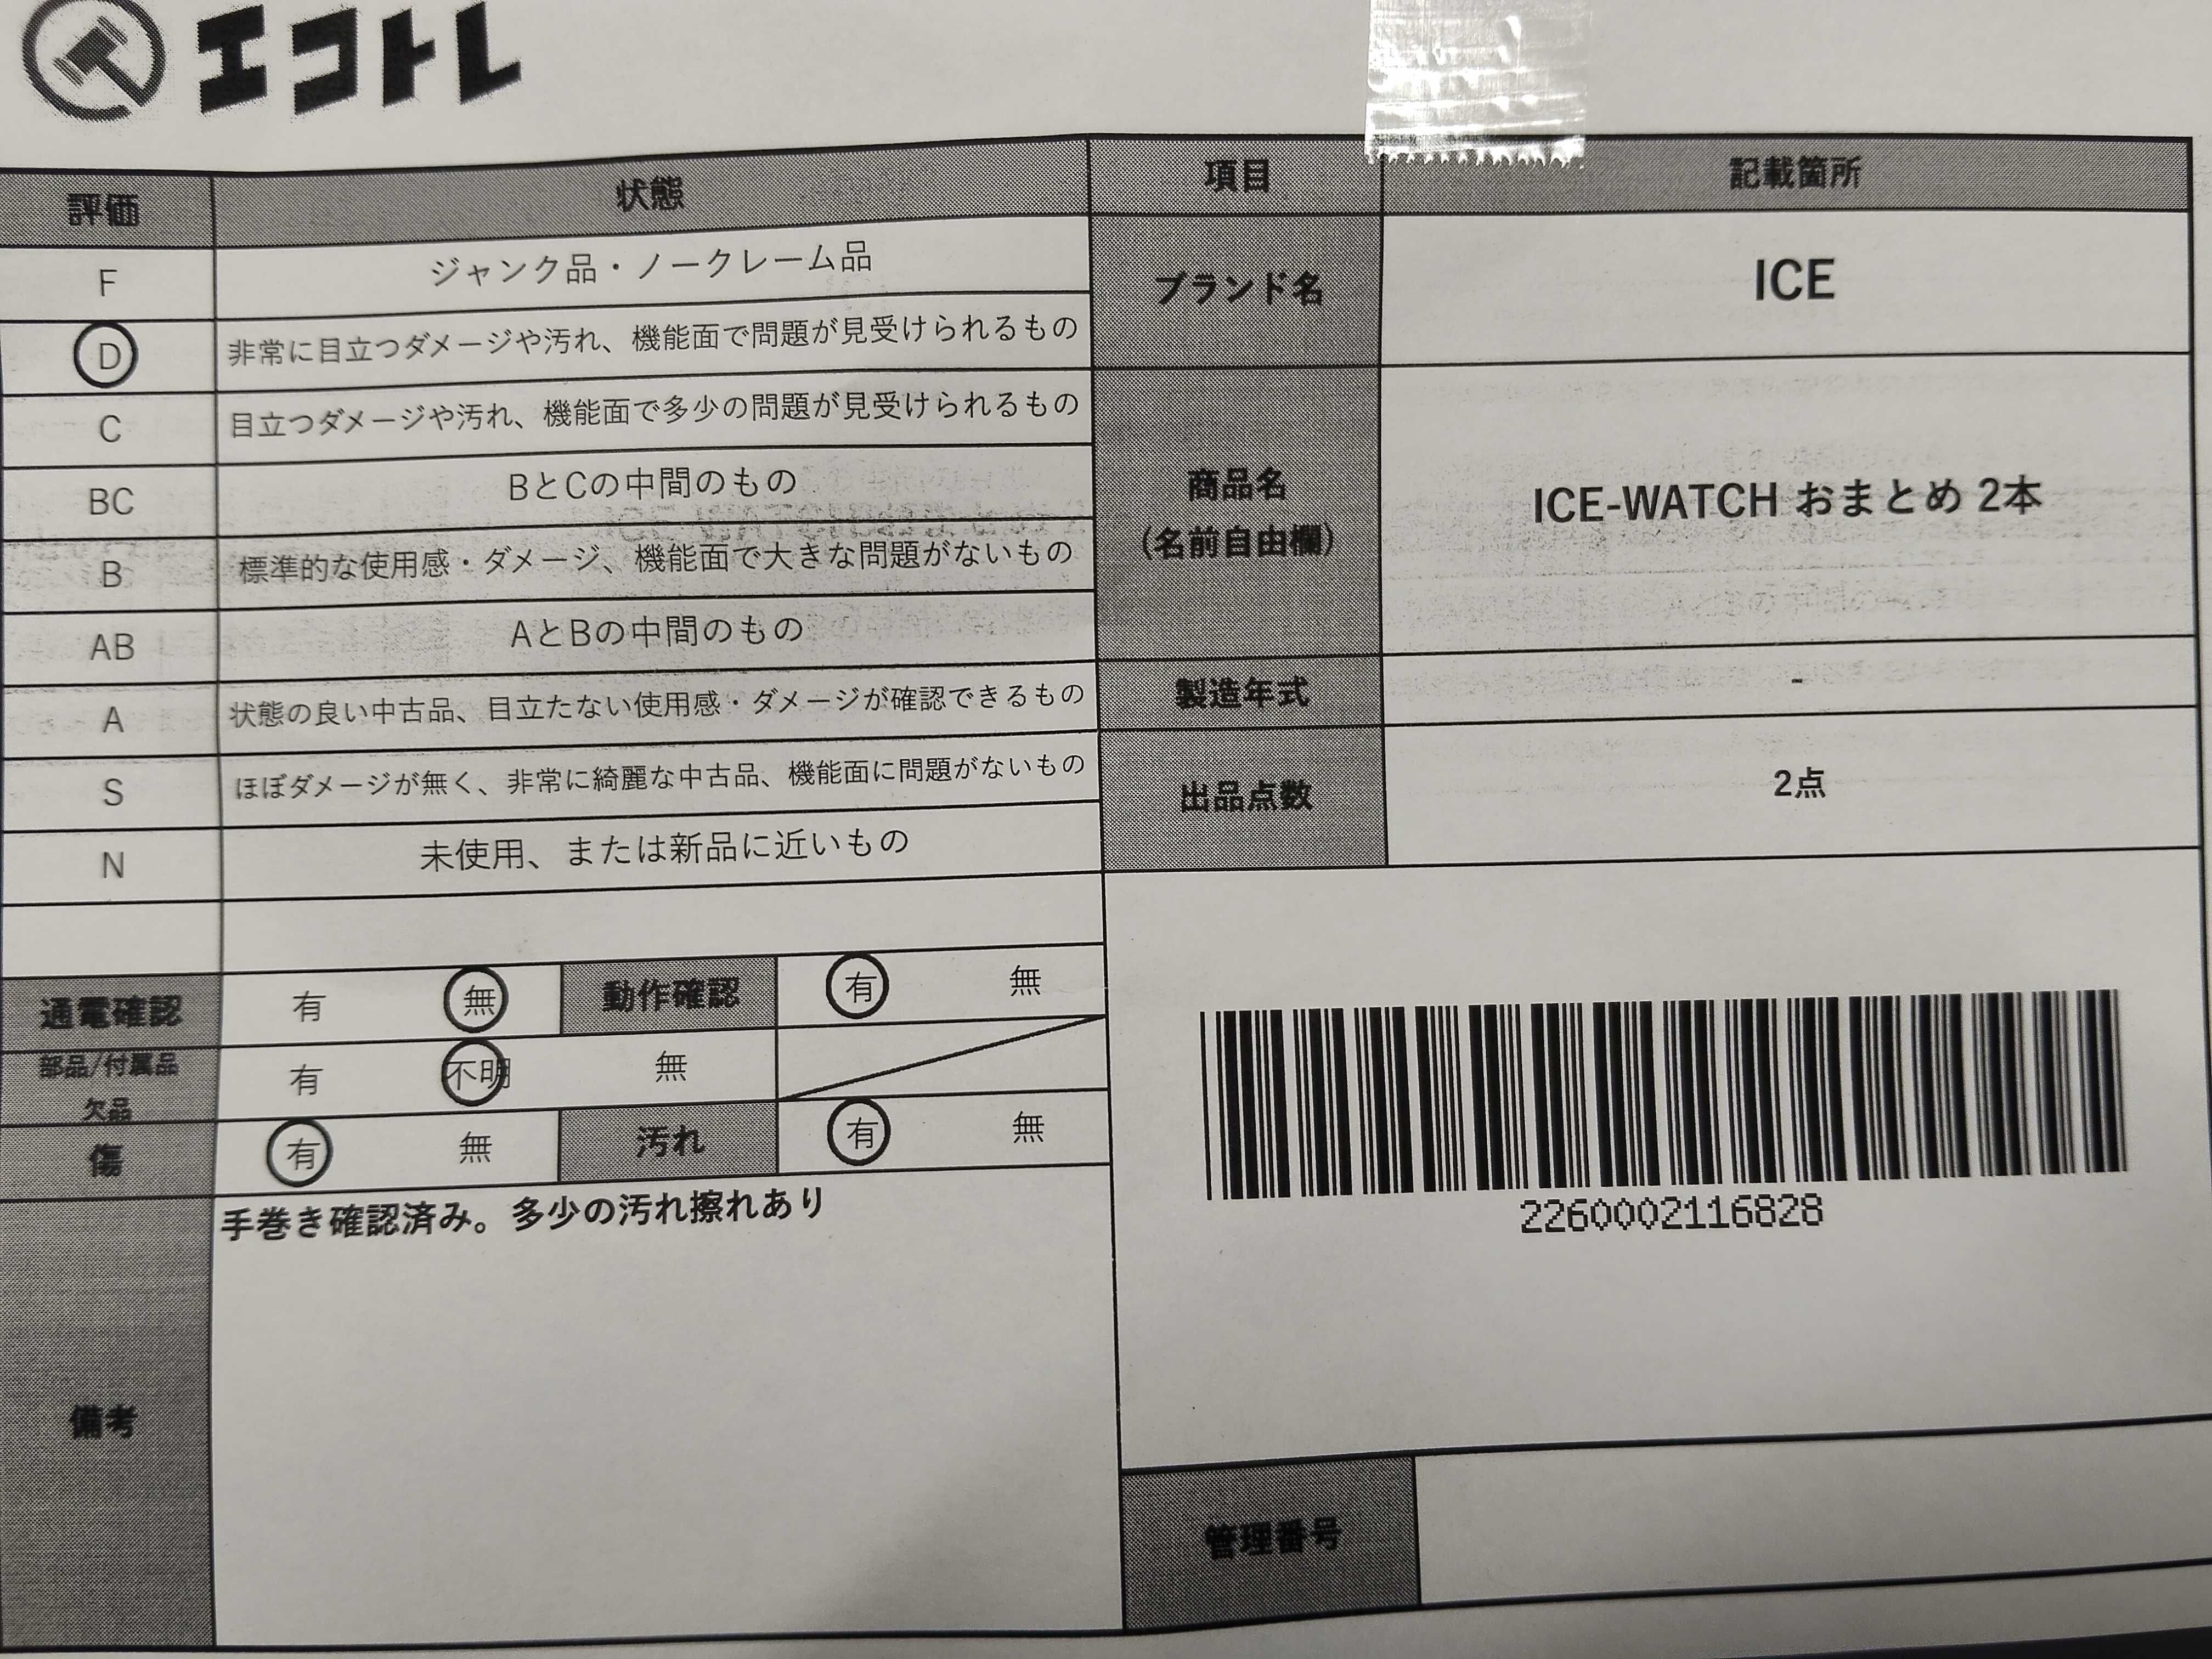 エコトレ
評価 状態
F ジャンク品・ノークレーム品
D 非常に目立つダメージや汚れ、機能面で問題が見受けられるもの
C 目立つダメージや汚れ、機能面で多少の問題が見受けられるもの
BC BとCの中間のもの
B 標準的な使用感・ダメージ、機能面で大きな問題がないもの
AB AとBの中間のもの
A 状態の良い中古品、目立たない使用感・ダメージが確認できるもの
S ほぼダメージが無く、非常に綺麗な中古品、機能面に問題がないもの
N 未使用、または新品に近いもの
通電確認 有 無 動作確認 有 無
部品/付属品
欠品 有 不明 無
傷 有 無 汚れ 有 無
備考 手巻き確認済み。多少の汚れ擦れあり
項目 記載箇所
ブランド名 ICE
商品名
(名前自由欄) ICE-WATCH おまとめ 2本
製造年式 -
出品点数 2点
2260002116828
管理番号